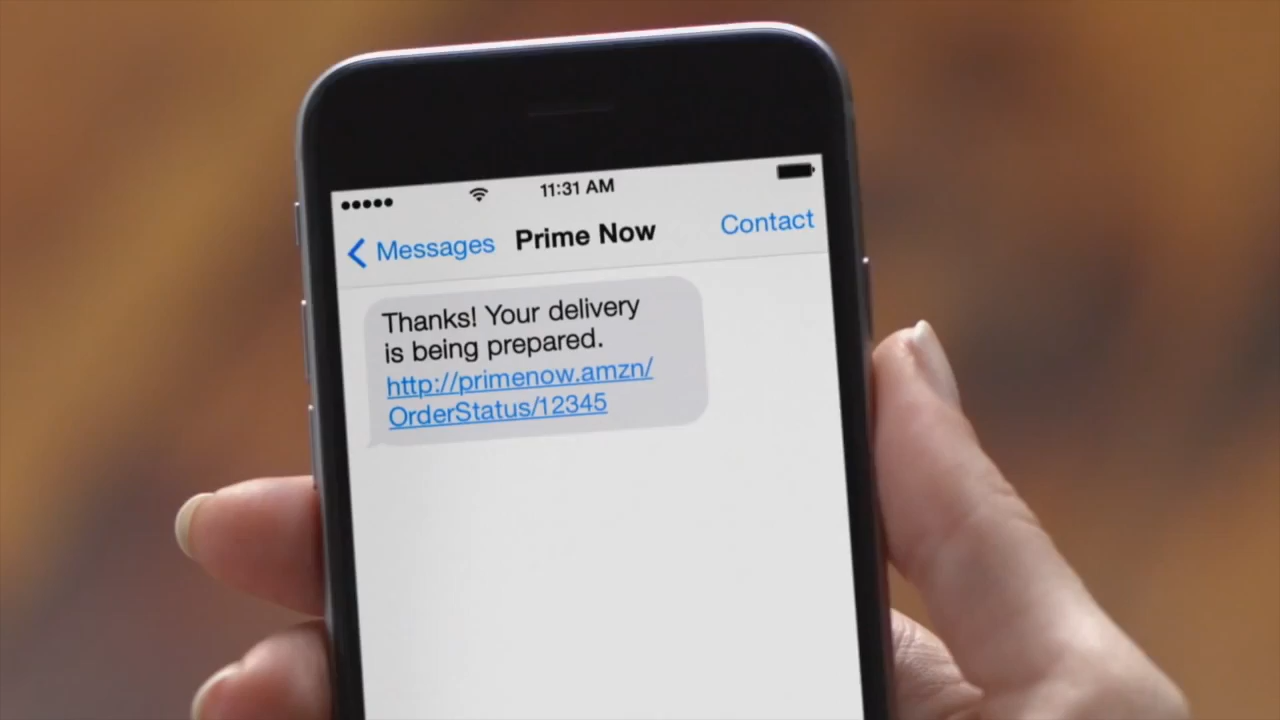 11:31 AM
Messages Prime Now Contact
Thanks! Your delivery
is being prepared.
http://primenow.amzn/
OrderStatus/12345